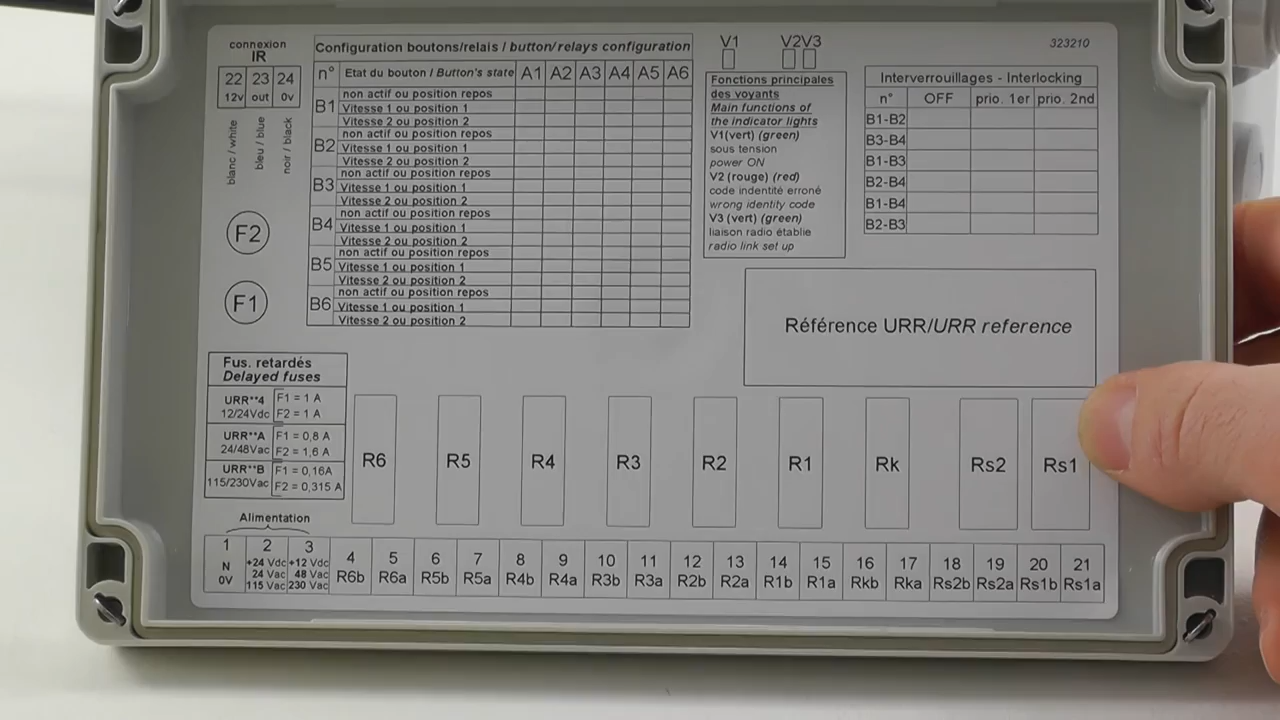 connexion
IR
22 23 24
12v out 0v
blanc / white
bleu / blue
noir / black
F2
F1
Configuration boutons/relais / button/relays configuration
n° Etat du bouton / Button's state A1 A2 A3 A4 A5 A6
B1
non actif ou position repos
Vitesse 1 ou position 1
Vitesse 2 ou position 2
B2
non actif ou position repos
Vitesse 1 ou position 1
Vitesse 2 ou position 2
B3
non actif ou position repos
Vitesse 1 ou position 1
Vitesse 2 ou position 2
B4
non actif ou position repos
Vitesse 1 ou position 1
Vitesse 2 ou position 2
B5
non actif ou position repos
Vitesse 1 ou position 1
Vitesse 2 ou position 2
B6
non actif ou position repos
Vitesse 1 ou position 1
Vitesse 2 ou position 2
V1 V2 V3
Fonctions principales
des voyants
Main functions of
the indicator lights
V1(vert) (green)
sous tension
power ON
V2 (rouge) (red)
code indentité erroné
wrong identity code
V3 (vert) (green)
liaison radio établie
radio link set up
323210
Interverrouillages - Interlocking
n° OFF prio. 1er prio. 2nd
B1-B2
B3-B4
B1-B3
B2-B4
B1-B4
B2-B3
Référence URR/URR reference
Fus. retardés
Delayed fuses
URR**4 F1 = 1 A
12/24Vdc F2 = 1 A
URR**A F1 = 0,8 A
24/48Vac F2 = 1,6 A
URR**B F1 = 0,16A
115/230Vac F2 = 0,315 A
R6 R5 R4 R3 R2 R1 Rk Rs2 Rs1
Alimentation
1 2 3 4 5 6 7 8 9 10 11 12 13 14 15 16 17 18 19 20 21
N +24 Vdc +12 Vdc R6b R6a R5b R5a R4b R4a R3b R3a R2b R2a R1b R1a Rkb Rka Rs2b Rs2a Rs1b Rs1a
24 Vac 48 Vac
0V 115 Vac 230 Vac